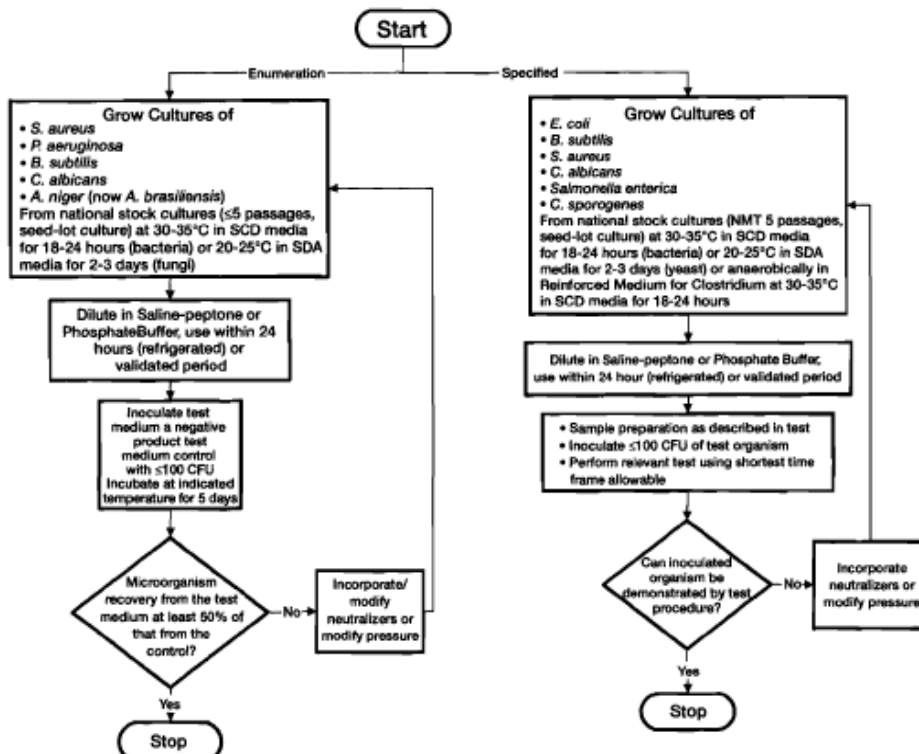 Start
Enumeration
Specified
Grow Cultures of
• S. aureus
• P. aeruginosa
• B. subtilis
• C. albicans
• A. niger (now A. brasiliensis)
From national stock cultures (≤5 passages,
seed-lot culture) at 30-35°C in SCD media
for 18-24 hours (bacteria) or 20-25°C in SDA
media for 2-3 days (fungi)
Dilute in Saline-peptone or
PhosphateBuffer, use within 24
hours (refrigerated) or
validated period
Inoculate test
medium a negative
product test
medium control
with ≤100 CFU
Incubate at indicated
temperature for 5 days
Microorganism
recovery from the test
medium at least 50% of
that from the
control?
No
Incorporate/
modify
neutralizers or
modify pressure
Yes
Stop
Grow Cultures of
• E. coli
• B. subtilis
• S. aureus
• C. albicans
• Salmonella enterica
• C. sporogenes
From national stock cultures (NMT 5 passages,
seed-lot culture) at 30-35°C in SCD media
for 18-24 hours (bacteria) or 20-25°C in SDA
media for 2-3 days (yeast) or anaerobically in
Reinforced Medium for Clostridium at 30-35°C
in SCD media for 18-24 hours
Dilute in Saline-peptone or Phosphate Buffer,
use within 24 hour (refrigerated) or validated period
• Sample preparation as described in test
• Inoculate ≤100 CFU of test organism
• Perform relevant test using shortest time
frame allowable
Can inoculated
organism be
demonstrated by test
procedure?
No
Incorporate
neutralizers or
modify pressure
Yes
Stop